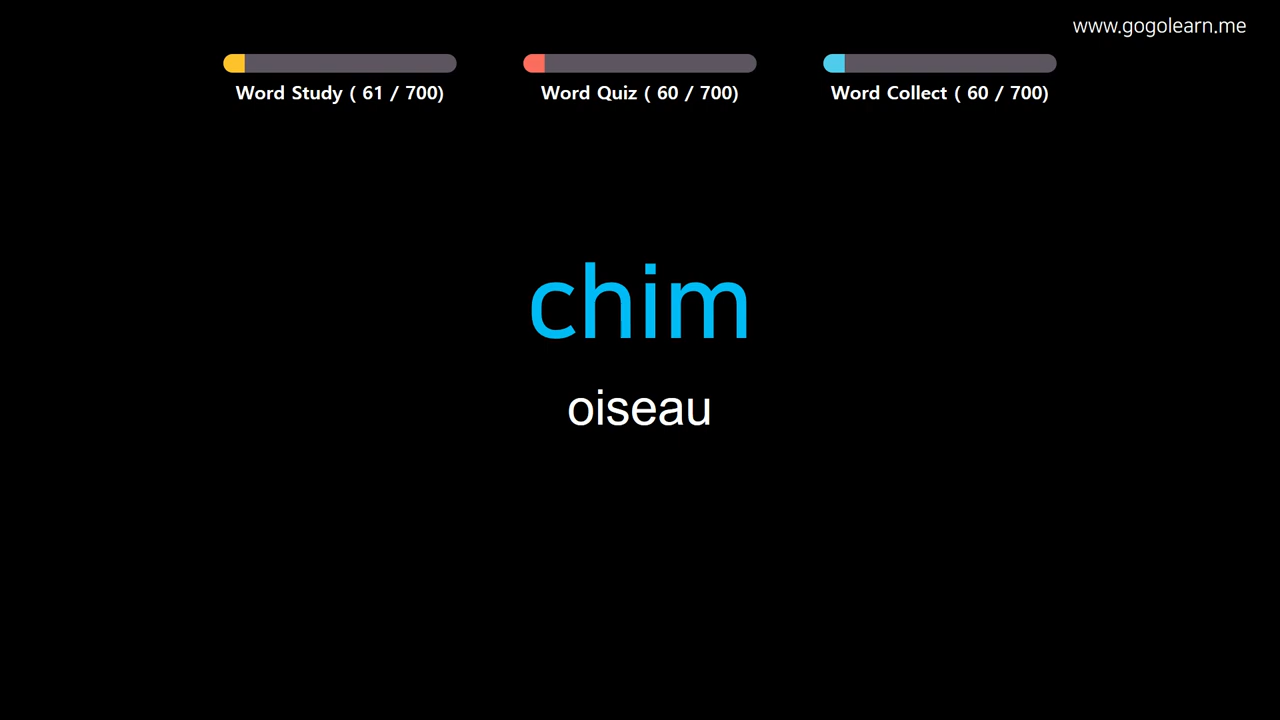 www.gogolearn.me
Word Study ( 61 / 700)
Word Quiz ( 60 / 700)
Word Collect ( 60 / 700)
chim
oiseau